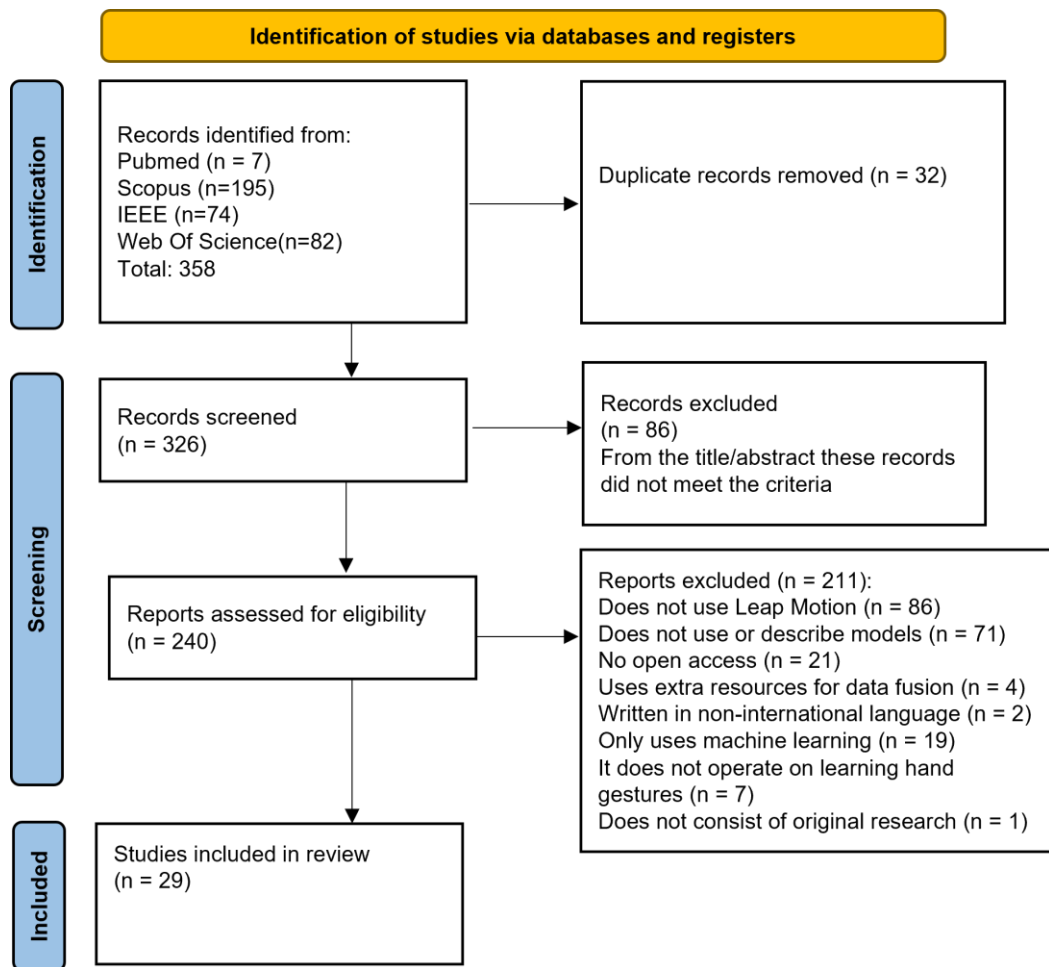 Identification of studies via databases and registers
Identification
Records identified from:
Pubmed (n = 7)
Scopus (n=195)
IEEE (n=74)
Web Of Science(n=82)
Total: 358
Duplicate records removed (n = 32)
Screening
Records screened
(n = 326)
Records excluded
(n = 86)
From the title/abstract these records
did not meet the criteria
Reports assessed for eligibility
(n = 240)
Reports excluded (n = 211):
Does not use Leap Motion (n = 86)
Does not use or describe models (n = 71)
No open access (n = 21)
Uses extra resources for data fusion (n = 4)
Written in non-international language (n = 2)
Only uses machine learning (n = 19)
It does not operate on learning hand
gestures (n = 7)
Does not consist of original research (n = 1)
Included
Studies included in review
(n = 29)